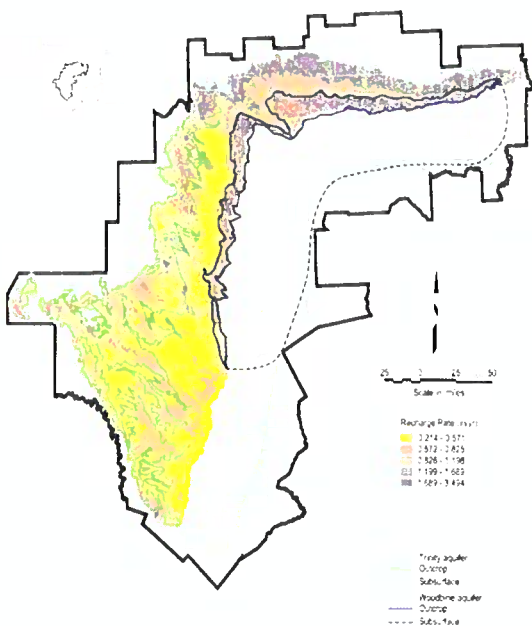 25 0 25 50
Scale in miles
Recharge Rate (in/yr)
0.214 - 0.571
0.572 - 0.825
0.826 - 1.198
1.199 - 1.688
1.689 - 3.494
Trinity aquifer
Outcrop
Subsurface
Woodbine aquifer
Outcrop
Subsurface